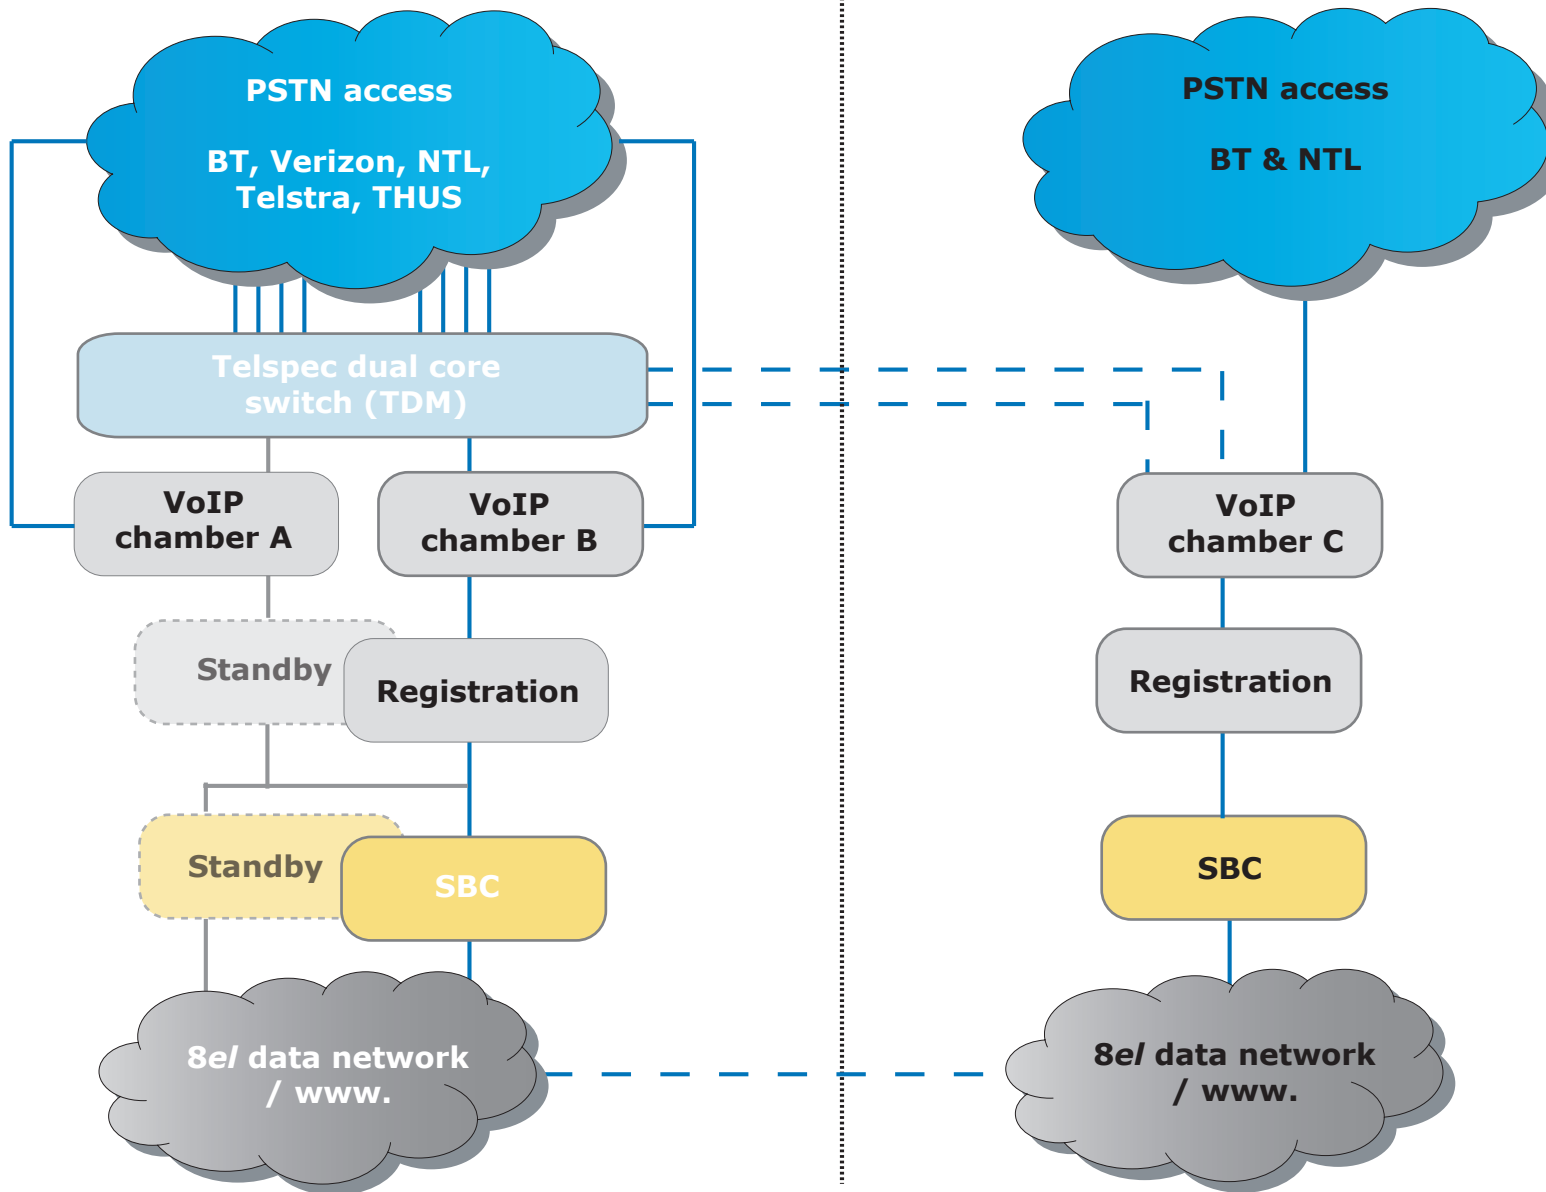 PSTN access
BT, Verizon, NTL,
Telstra, THUS
Telspec dual core
switch (TDM)
VoIP
chamber A
VoIP
chamber B
Standby
Registration
Standby
SBC
8el data network
/ www.
PSTN access
BT & NTL
VoIP
chamber C
Registration
SBC
8el data network
/ www.